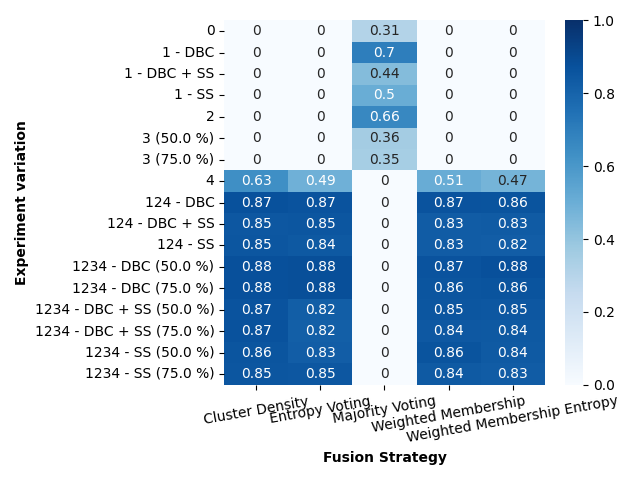 0 0 0 0.31 0 0
1 - DBC 0 0 0.7 0 0
1 - DBC + SS 0 0 0.44 0 0
1 - SS 0 0 0.5 0 0
2 0 0 0.66 0 0
3 (50.0 %) 0 0 0.36 0 0
3 (75.0 %) 0 0 0.35 0 0
4 0.63 0.49 0 0.51 0.47
124 - DBC 0.87 0.87 0 0.87 0.86
124 - DBC + SS 0.85 0.85 0 0.83 0.83
124 - SS 0.85 0.84 0 0.83 0.82
1234 - DBC (50.0 %) 0.88 0.88 0 0.87 0.88
1234 - DBC (75.0 %) 0.88 0.88 0 0.86 0.86
1234 - DBC + SS (50.0 %) 0.87 0.82 0 0.85 0.85
1234 - DBC + SS (75.0 %) 0.87 0.82 0 0.84 0.84
1234 - SS (50.0 %) 0.86 0.83 0 0.86 0.84
1234 - SS (75.0 %) 0.85 0.85 0 0.84 0.83
Experiment variation
Cluster Density
Entropy Voting
Majority Voting
Weighted Membership
Weighted Membership Entropy
Fusion Strategy
1.0
0.8
0.6
0.4
0.2
0.0